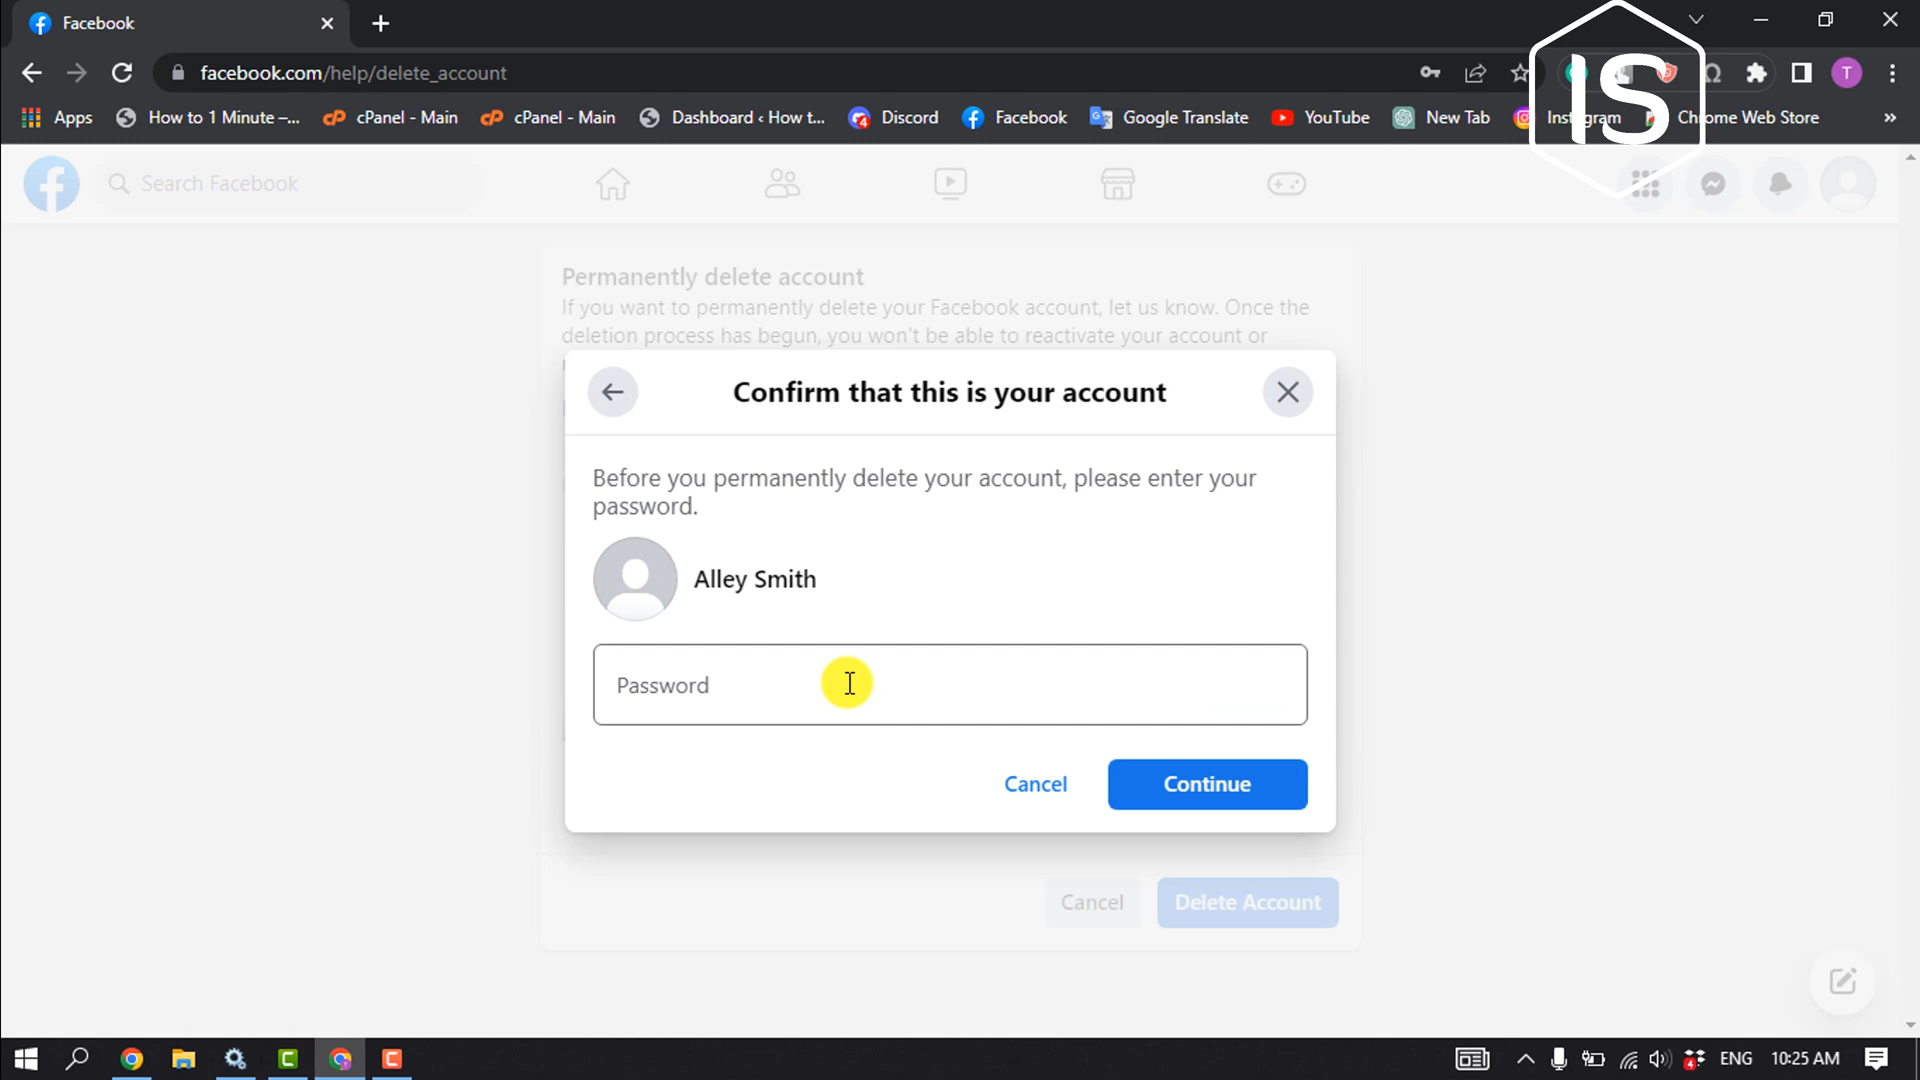 Facebook
facebook.com/help/delete_account
T
IS
Apps
How to 1 Minute –...
cPanel - Main
cPanel - Main
Dashboard ‹ How t...
Discord
Facebook
Google Translate
YouTube
New Tab
Instagram
Chrome Web Store
»
Search Facebook
Permanently delete account
If you want to permanently delete your Facebook account, let us know. Once the
deletion process has begun, you won't be able to reactivate your account or
Confirm that this is your account
Before you permanently delete your account, please enter your
password.
Alley Smith
Password
Cancel
Continue
Cancel
Delete Account
4
ENG
10:25 AM